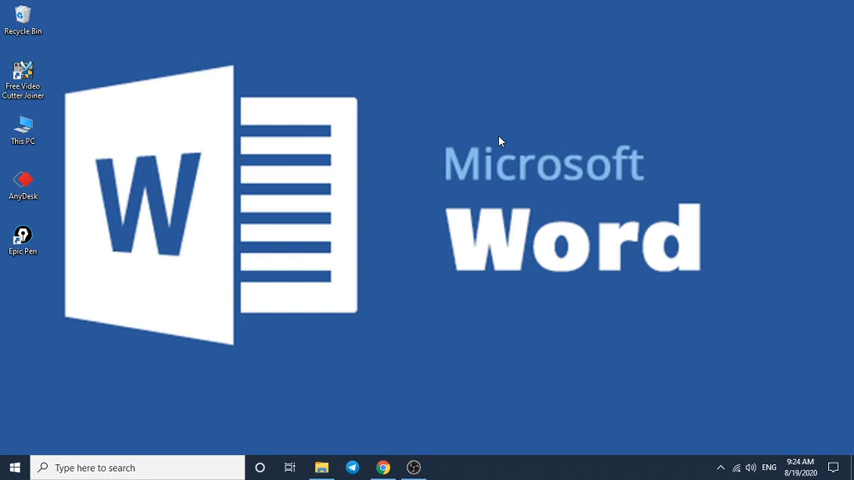 Recycle Bin
Free Video
Cutter Joiner
This PC
AnyDesk
Epic Pen
W
Microsoft
Word
Type here to search
ENG
9:24 AM
8/19/2020